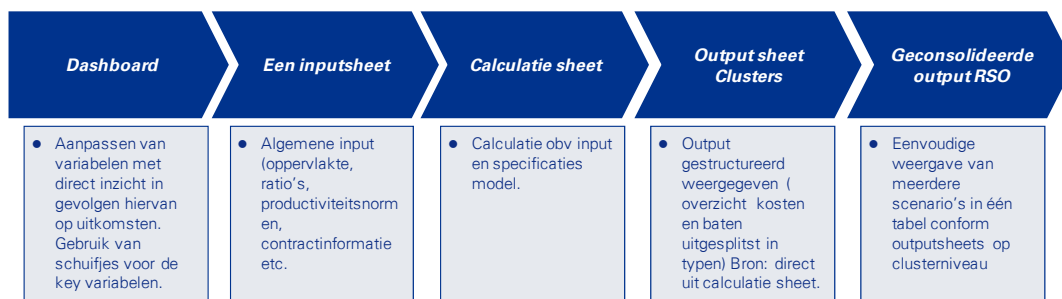 Dashboard
Een inputsheet
Calculatie sheet
Output sheet
Clusters
Geconsolideerde
output RSO
● Aanpassen van
variabelen met
direct inzicht in
gevolgen hiervan
op uitkomsten.
Gebruik van
schuifjes voor de
key variabelen.
● Algemene input
(oppervlakte,
ratio's,
productiviteitsnorm
en,
contractinformatie
etc.
● Calculatie obv input
en specificaties
model.
● Output
gestructureerd
weergegeven (
overzicht kosten
en baten
uitgesplitst in
typen) Bron: direct
uit calculatie sheet.
● Eenvoudige
weergave van
meerdere
scenario's in één
tabel conform
outputsheets op
clusterniveau